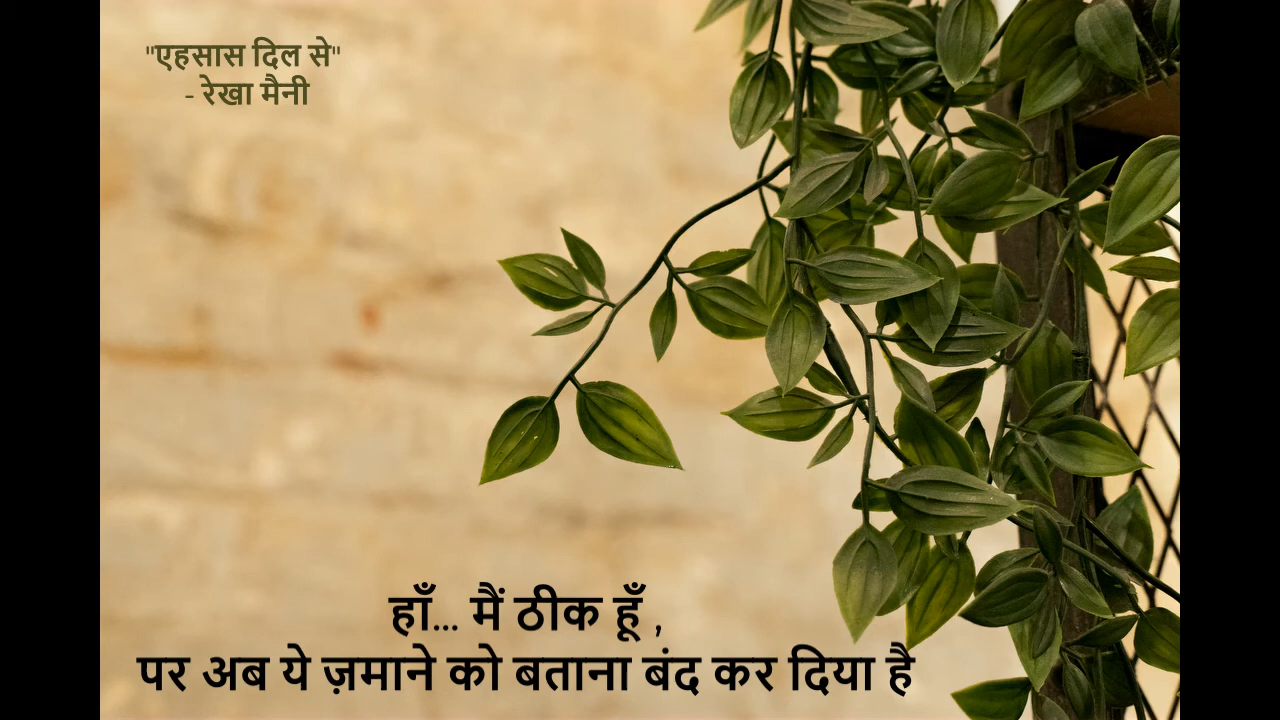 "एहसास दिल से"
- रेखा मैनी
हाँ... मैं ठीक हूँ ,
पर अब ये ज़माने को बताना बंद कर दिया है